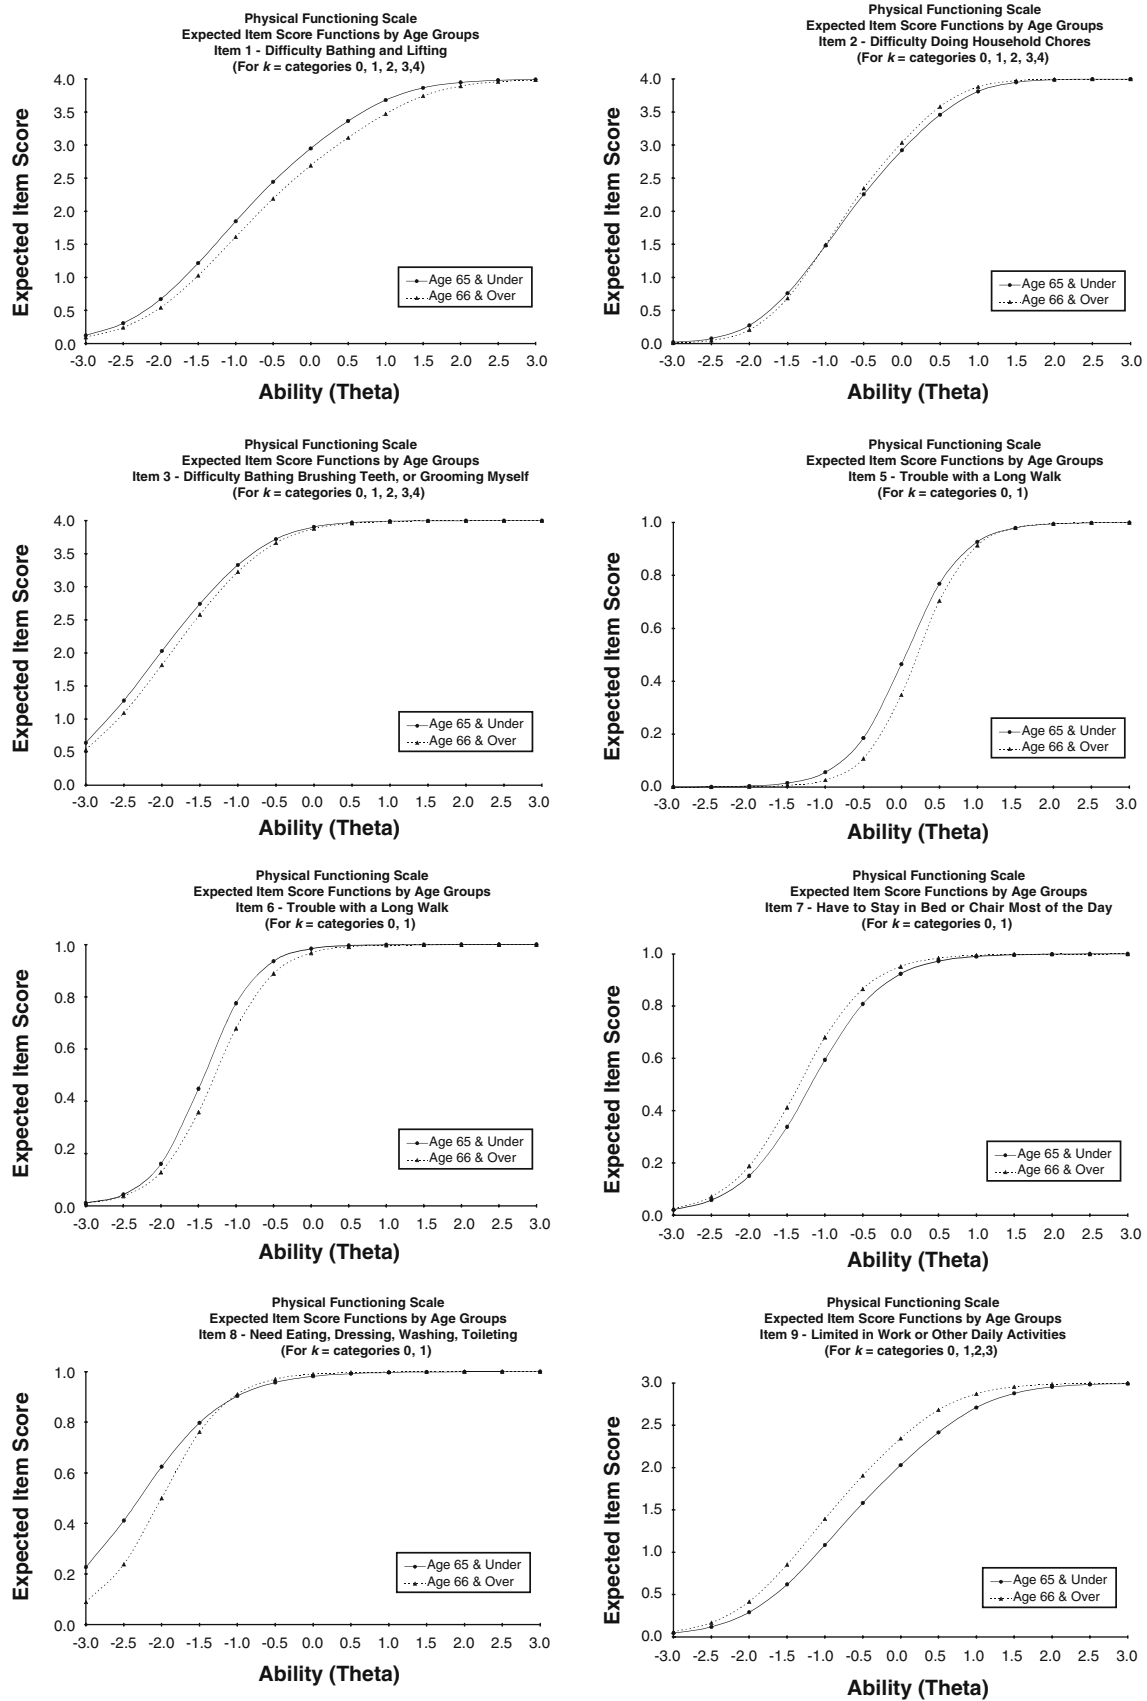 Physical Functioning Scale
Expected Item Score Functions by Age Groups
Item 1 - Difficulty Bathing and Lifting
(For k = categories 0, 1, 2, 3,4)
Expected Item Score
4.0
3.5
3.0
2.5
2.0
1.5
1.0
0.5
0.0
Age 65 & Under
Age 66 & Over
-3.0 -2.5 -2.0 -1.5 -1.0 -0.5 0.0 0.5 1.0 1.5 2.0 2.5 3.0
Ability (Theta)
Physical Functioning Scale
Expected Item Score Functions by Age Groups
Item 2 - Difficulty Doing Household Chores
(For k = categories 0, 1, 2, 3,4)
Expected Item Score
4.0
3.5
3.0
2.5
2.0
1.5
1.0
0.5
0.0
Age 65 & Under
Age 66 & Over
-3.0 -2.5 -2.0 -1.5 -1.0 -0.5 0.0 0.5 1.0 1.5 2.0 2.5 3.0
Ability (Theta)
Physical Functioning Scale
Expected Item Score Functions by Age Groups
Item 3 - Difficulty Bathing Brushing Teeth, or Grooming Myself
(For k = categories 0, 1, 2, 3,4)
Expected Item Score
4.0
3.5
3.0
2.5
2.0
1.5
1.0
0.5
0.0
Age 65 & Under
Age 66 & Over
-3.0 -2.5 -2.0 -1.5 -1.0 -0.5 0.0 0.5 1.0 1.5 2.0 2.5 3.0
Ability (Theta)
Physical Functioning Scale
Expected Item Score Functions by Age Groups
Item 5 - Trouble with a Long Walk
(For k = categories 0, 1)
Expected Item Score
1.0
0.8
0.6
0.4
0.2
0.0
Age 65 & Under
Age 66 & Over
-3.0 -2.5 -2.0 -1.5 -1.0 -0.5 0.0 0.5 1.0 1.5 2.0 2.5 3.0
Ability (Theta)
Physical Functioning Scale
Expected Item Score Functions by Age Groups
Item 6 - Trouble with a Long Walk
(For k = categories 0, 1)
Expected Item Score
1.0
0.8
0.6
0.4
0.2
0.0
Age 65 & Under
Age 66 & Over
-3.0 -2.5 -2.0 -1.5 -1.0 -0.5 0.0 0.5 1.0 1.5 2.0 2.5 3.0
Ability (Theta)
Physical Functioning Scale
Expected Item Score Functions by Age Groups
Item 7 - Have to Stay in Bed or Chair Most of the Day
(For k = categories 0, 1)
Expected Item Score
1.0
0.8
0.6
0.4
0.2
0.0
Age 65 & Under
Age 66 & Over
-3.0 -2.5 -2.0 -1.5 -1.0 -0.5 0.0 0.5 1.0 1.5 2.0 2.5 3.0
Ability (Theta)
Physical Functioning Scale
Expected Item Score Functions by Age Groups
Item 8 - Need Eating, Dressing, Washing, Toileting
(For k = categories 0, 1)
Expected Item Score
1.0
0.8
0.6
0.4
0.2
0.0
Age 65 & Under
Age 66 & Over
-3.0 -2.5 -2.0 -1.5 -1.0 -0.5 0.0 0.5 1.0 1.5 2.0 2.5 3.0
Ability (Theta)
Physical Functioning Scale
Expected Item Score Functions by Age Groups
Item 9 - Limited in Work or Other Daily Activities
(For k = categories 0, 1,2,3)
Expected Item Score
3.0
2.5
2.0
1.5
1.0
0.5
0.0
Age 65 & Under
Age 66 & Over
-3.0 -2.5 -2.0 -1.5 -1.0 -0.5 0.0 0.5 1.0 1.5 2.0 2.5 3.0
Ability (Theta)